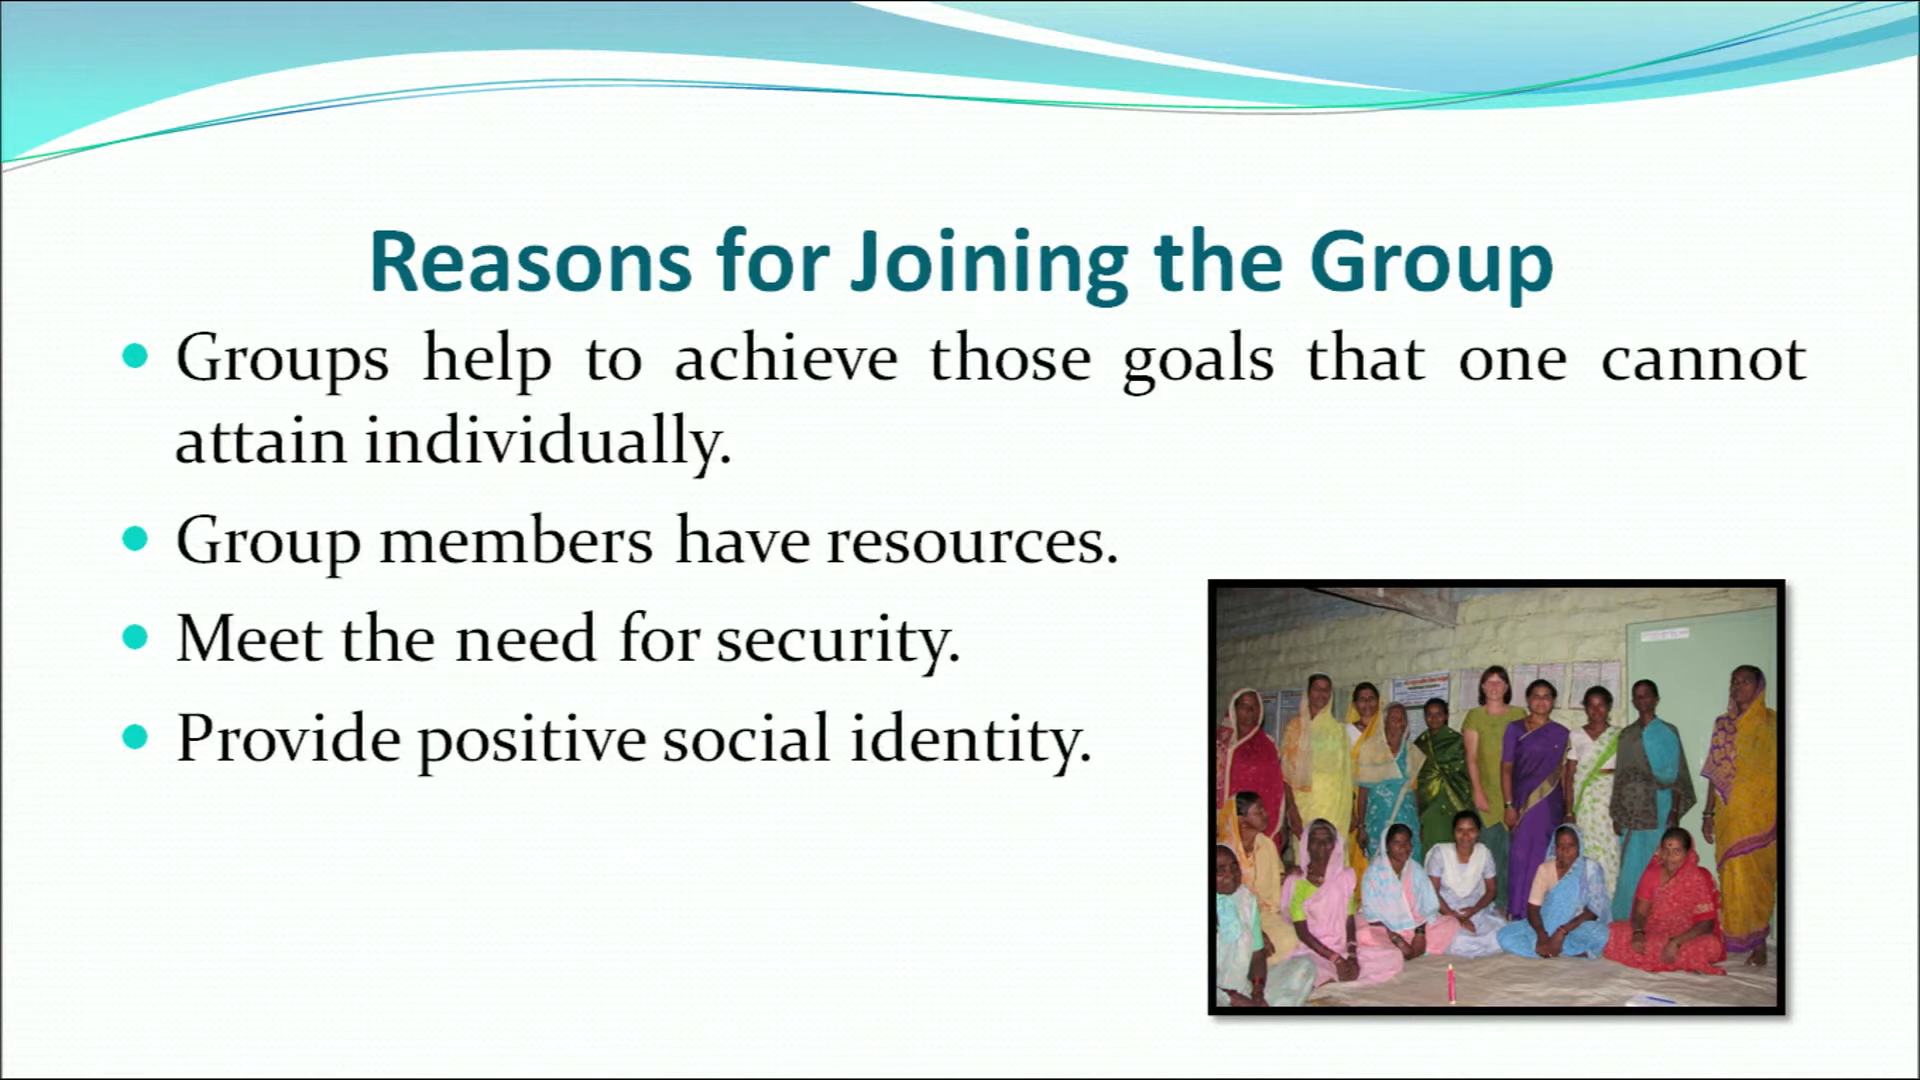 Reasons for Joining the Group
Groups help to achieve those goals that one cannot
attain individually.
Group members have resources.
Meet the need for security.
Provide positive social identity.